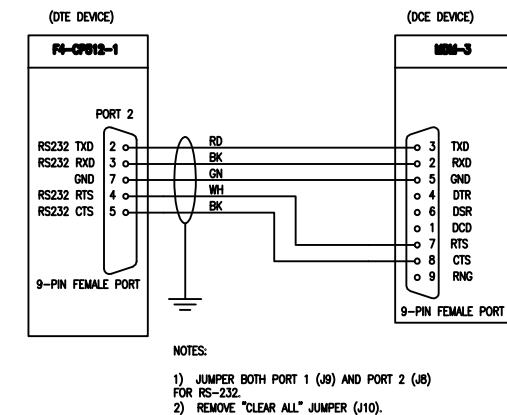 (DTE DEVICE)
(DCE DEVICE)
F4-CP512-1
MDM-3
PORT 2
RS232 TXD 2
RS232 RXD 3
GND 7
RS232 RTS 4
RS232 CTS 5
RD
BK
GN
WH
BK
3 TXD
2 RXD
5 GND
4 DTR
6 DSR
1 DCD
7 RTS
8 CTS
9 RNG
9-PIN FEMALE PORT
9-PIN FEMALE PORT
NOTES:
1) JUMPER BOTH PORT 1 (J9) AND PORT 2 (J8)
FOR RS-232.
2) REMOVE "CLEAR ALL" JUMPER (J10).